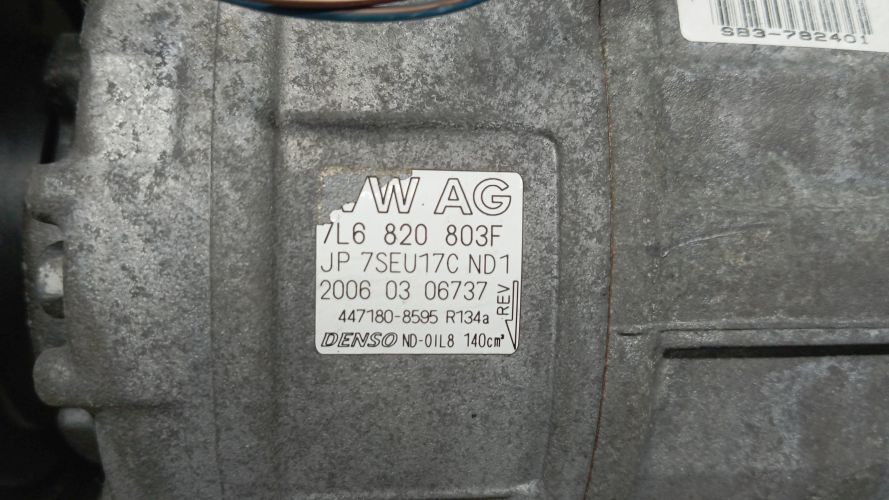 SB3-782401
VW AG
7L6 820 803F
JP 7SEU17C ND1
2006 03 06737
REV
447180-8595 R134a
DENSO ND-OIL8 140cm³